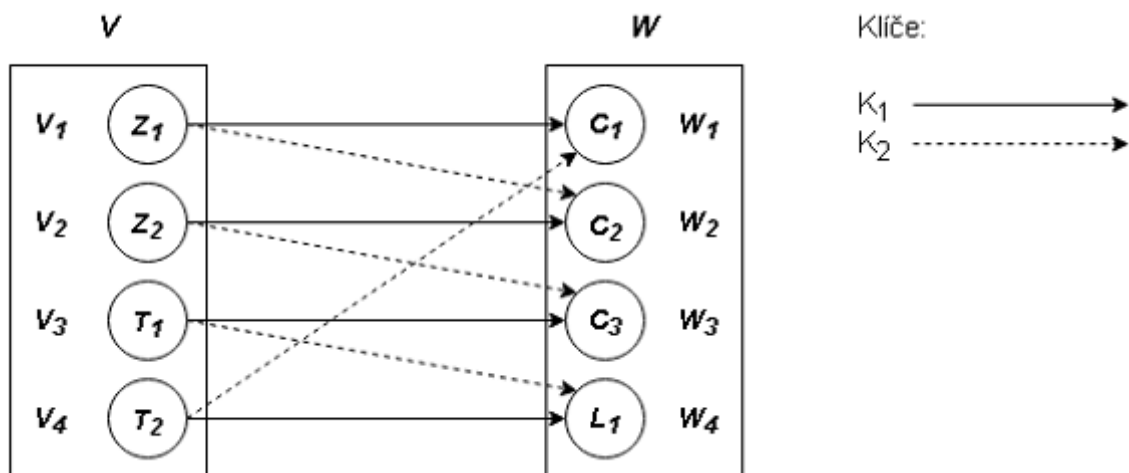 V W Klíče:
V1 Z1 C1 W1 K1
K2
V2 Z2 C2 W2
V3 T1 C3 W3
V4 T2 L1 W4